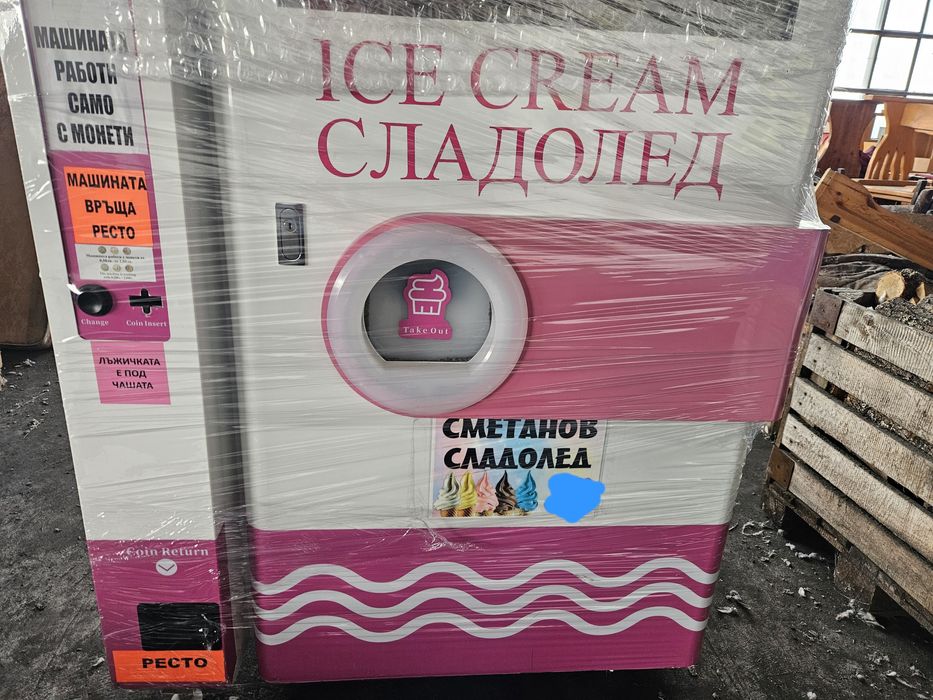 ICE CREAM
СЛАДОЛЕД
МАШИНАТА
РАБОТИ
САМО
С МОНЕТИ
МАШИНАТА
ВРЪЩА
РЕСТО
Change
Coin Insert
ЛЪЖИЧКАТА
Е ПОД
ЧАШАТА
Take Out
СМЕТАНОВ
СЛАДОЛЕД
Coin Return
РЕСТО